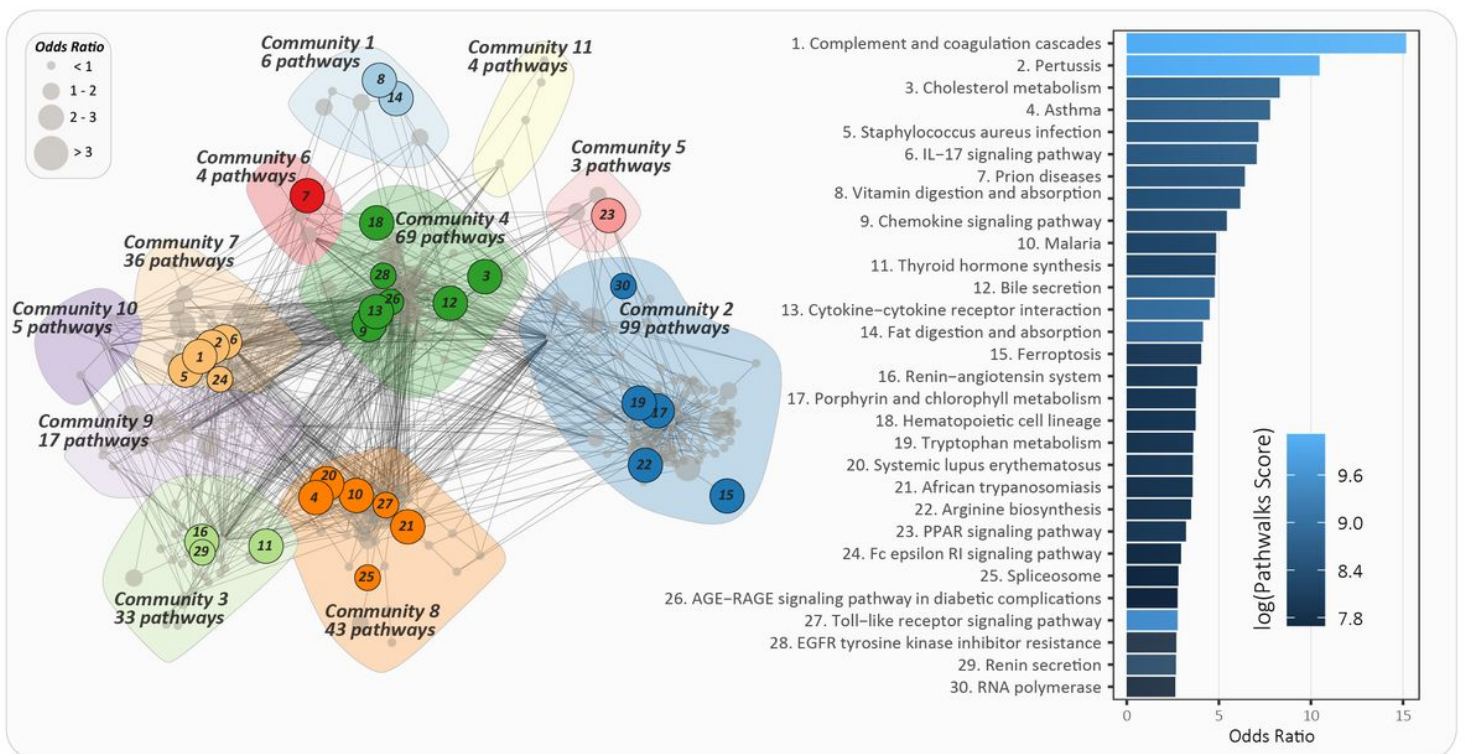 Odds Ratio
< 1
1 - 2
2 - 3
> 3
Community 1
6 pathways
Community 11
4 pathways
Community 5
3 pathways
Community 6
4 pathways
Community 4
69 pathways
Community 7
36 pathways
Community 2
99 pathways
Community 10
5 pathways
Community 9
17 pathways
Community 3
33 pathways
Community 8
43 pathways
8
14
7
18
23
28
3
26
13
12
9
30
2
6
1
5
24
19
17
22
15
20
4
10
27
21
25
16
29
11
1. Complement and coagulation cascades
2. Pertussis
3. Cholesterol metabolism
4. Asthma
5. Staphylococcus aureus infection
6. IL−17 signaling pathway
7. Prion diseases
8. Vitamin digestion and absorption
9. Chemokine signaling pathway
10. Malaria
11. Thyroid hormone synthesis
12. Bile secretion
13. Cytokine−cytokine receptor interaction
14. Fat digestion and absorption
15. Ferroptosis
16. Renin−angiotensin system
17. Porphyrin and chlorophyll metabolism
18. Hematopoietic cell lineage
19. Tryptophan metabolism
20. Systemic lupus erythematosus
21. African trypanosomiasis
22. Arginine biosynthesis
23. PPAR signaling pathway
24. Fc epsilon RI signaling pathway
25. Spliceosome
26. AGE−RAGE signaling pathway in diabetic complications
27. Toll−like receptor signaling pathway
28. EGFR tyrosine kinase inhibitor resistance
29. Renin secretion
30. RNA polymerase
log(Pathwalks Score)
9.6
9.0
8.4
7.8
0
5
10
15
Odds Ratio